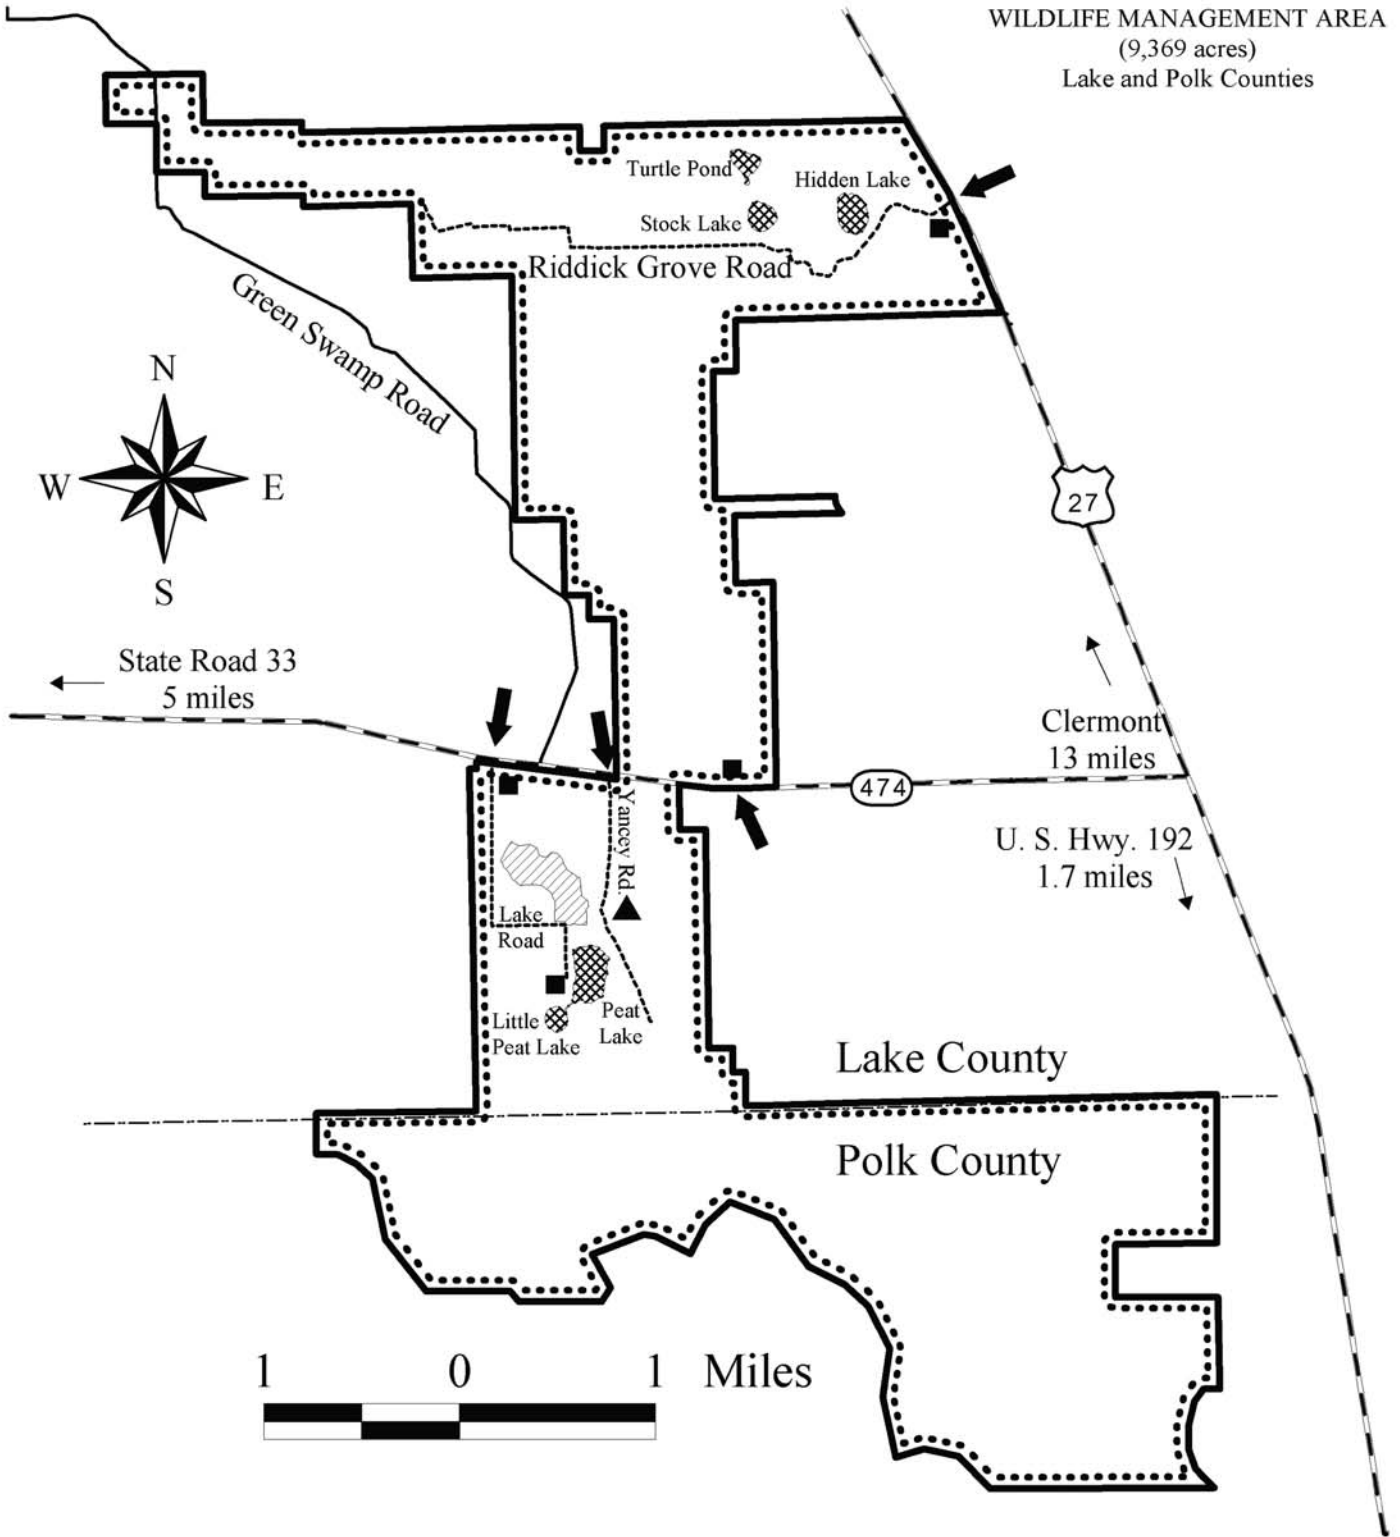 WILDLIFE MANAGEMENT AREA
(9,369 acres)
Lake and Polk Counties
Turtle Pond
Hidden Lake
Stock Lake
Riddick Grove Road
Green Swamp Road
N
W
E
S
27
State Road 33
5 miles
Clermont
13 miles
474
Yancey Rd.
U. S. Hwy. 192
1.7 miles
Lake
Road
Little
Peat Lake
Peat
Lake
Lake County
Polk County
1 0 1 Miles